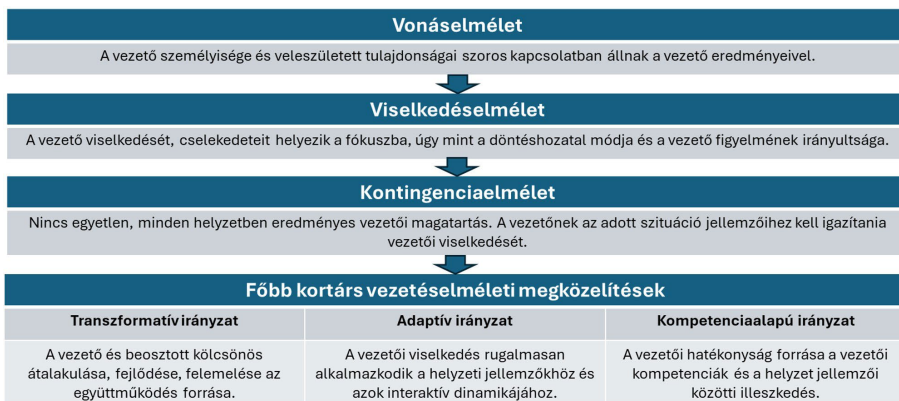 Vonáselmélet
A vezető személyisége és veleszületett tulajdonságai szoros kapcsolatban állnak a vezető eredményeivel.
Viselkedéselmélet
A vezető viselkedését, cselekedeteit helyezik a fókuszba, úgy mint a döntéshozatal módja és a vezető figyelmének irányultsága.
Kontingenciaelmélet
Nincs egyetlen, minden helyzetben eredményes vezetői magatartás. A vezetőnek az adott szituáció jellemzőihez kell igazítania
vezetői viselkedését.
Főbb kortárs vezetéselméleti megközelítések
Transzformatív irányzat
A vezető és beosztott kölcsönös
átalakulása, fejlődése, felemelése az
együttműködés forrása.
Adaptív irányzat
A vezetői viselkedés rugalmasan
alkalmazkodik a helyzeti jellemzőkhöz és
azok interaktív dinamikájához.
Kompetenciaalapú irányzat
A vezetői hatékonyság forrása a vezetői
kompetenciák és a helyzet jellemzői
közötti illeszkedés.